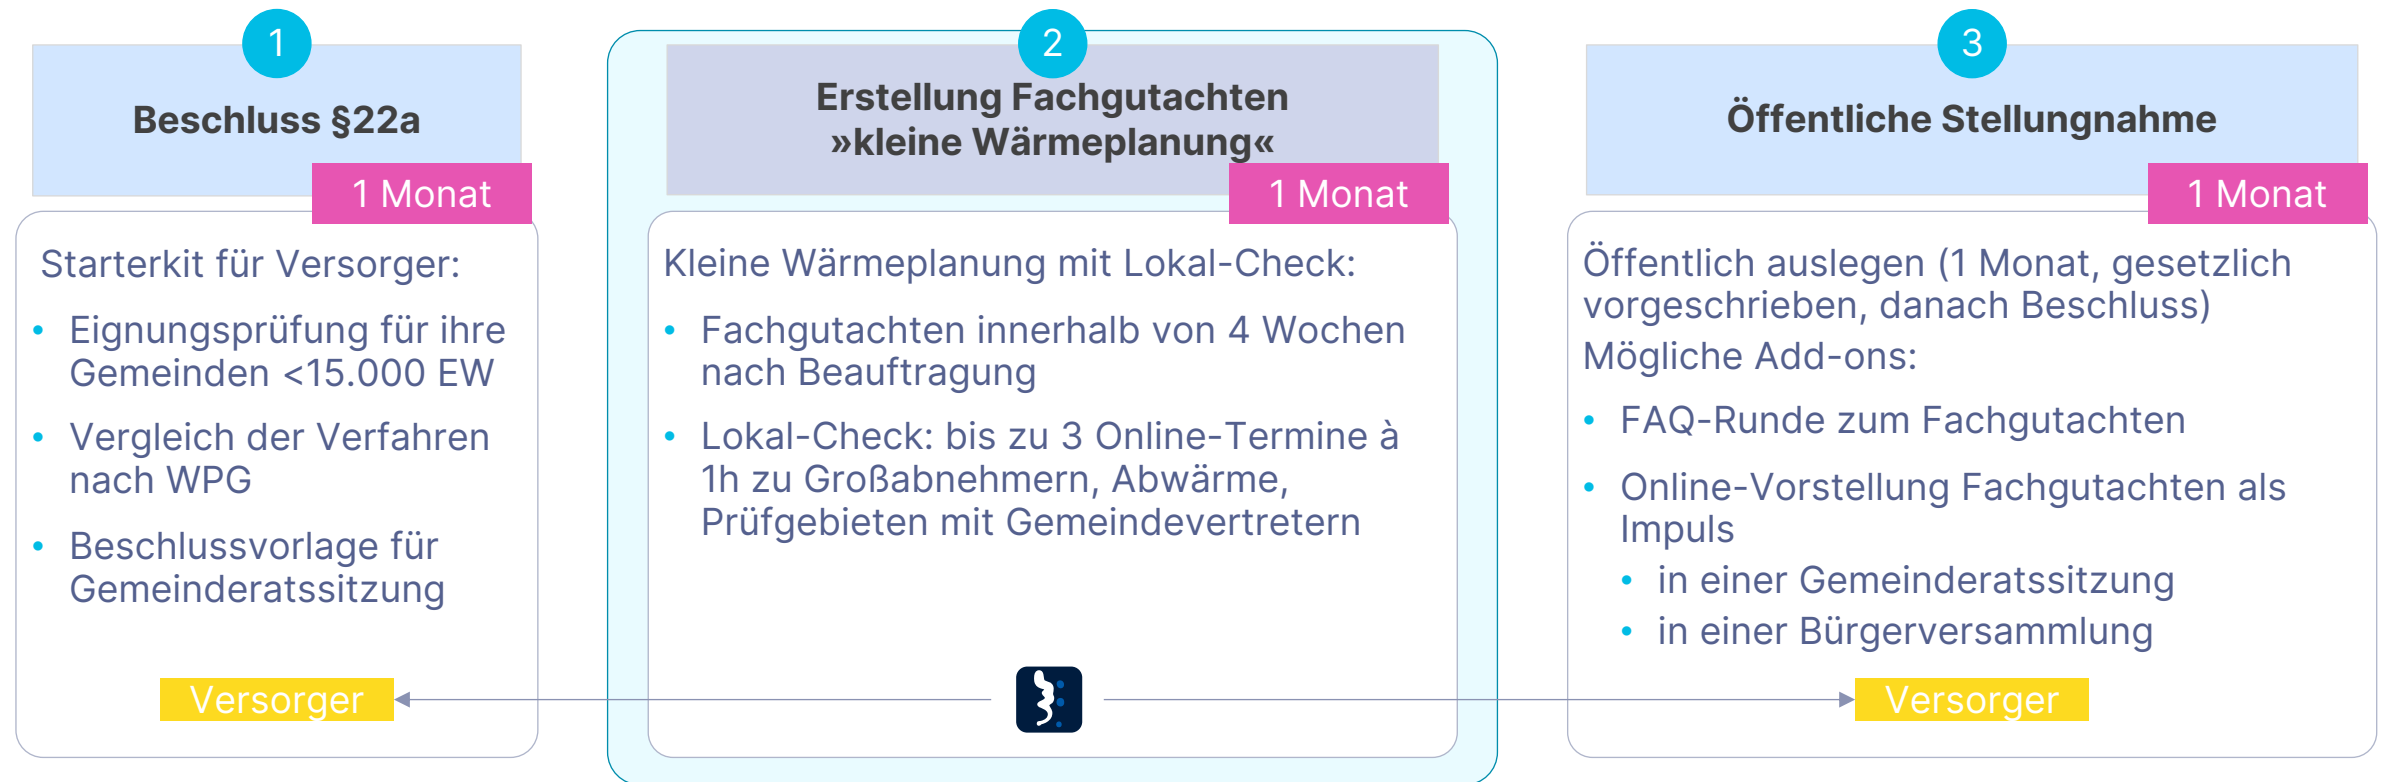 1
Beschluss §22a
1 Monat
Starterkit für Versorger:
• Eignungsprüfung für ihre
Gemeinden <15.000 EW
• Vergleich der Verfahren
nach WPG
• Beschlussvorlage für
Gemeinderatssitzung
Versorger
2
Erstellung Fachgutachten
»kleine Wärmeplanung«
1 Monat
Kleine Wärmeplanung mit Lokal-Check:
• Fachgutachten innerhalb von 4 Wochen
nach Beauftragung
• Lokal-Check: bis zu 3 Online-Termine à
1h zu Großabnehmern, Abwärme,
Prüfgebieten mit Gemeindevertretern
3
Öffentliche Stellungnahme
1 Monat
Öffentlich auslegen (1 Monat, gesetzlich
vorgeschrieben, danach Beschluss)
Mögliche Add-ons:
• FAQ-Runde zum Fachgutachten
• Online-Vorstellung Fachgutachten als
Impuls
• in einer Gemeinderatssitzung
• in einer Bürgerversammlung
Versorger